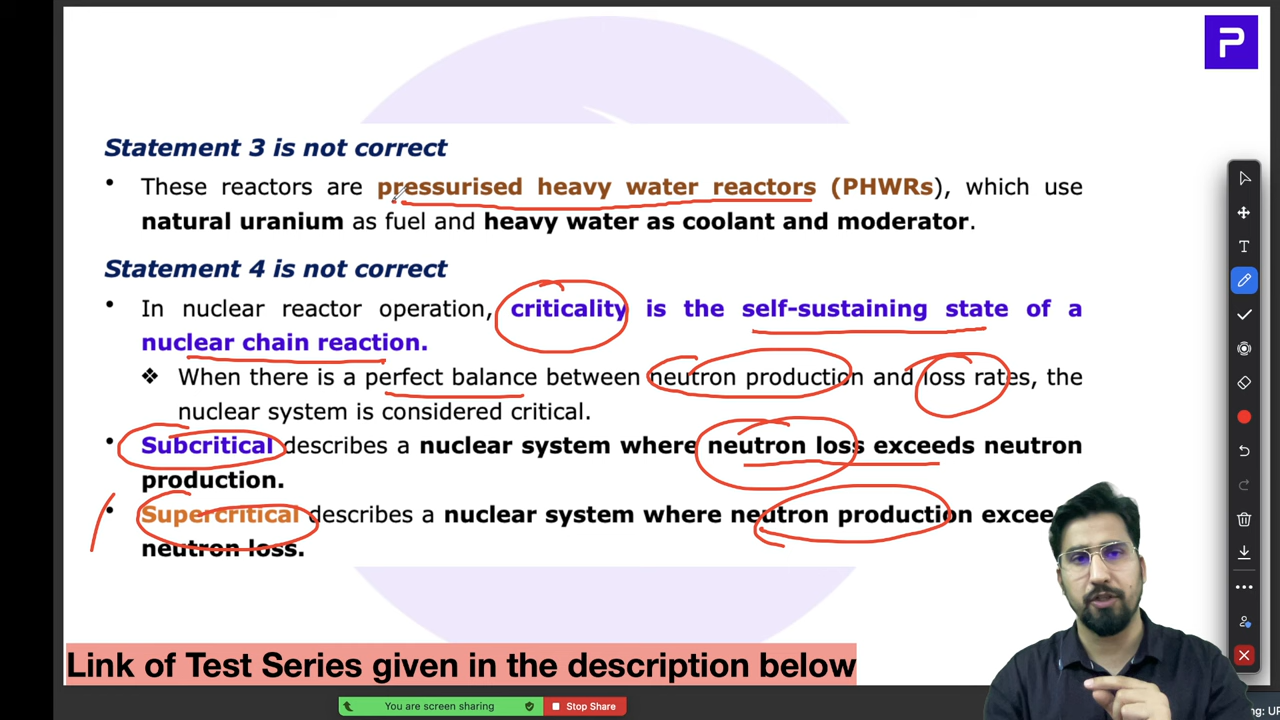 P
Statement 3 is not correct
• These reactors are pressurised heavy water reactors (PHWRs), which use
natural uranium as fuel and heavy water as coolant and moderator.
Statement 4 is not correct
• In nuclear reactor operation, criticality is the self-sustaining state of a
nuclear chain reaction.
❖ When there is a perfect balance between neutron production and loss rates, the
nuclear system is considered critical.
• Subcritical describes a nuclear system where neutron loss exceeds neutron
production.
• Supercritical describes a nuclear system where neutron production
neutron loss.
Link of Test Series given in the description below
You are screen sharing
Stop Share
T